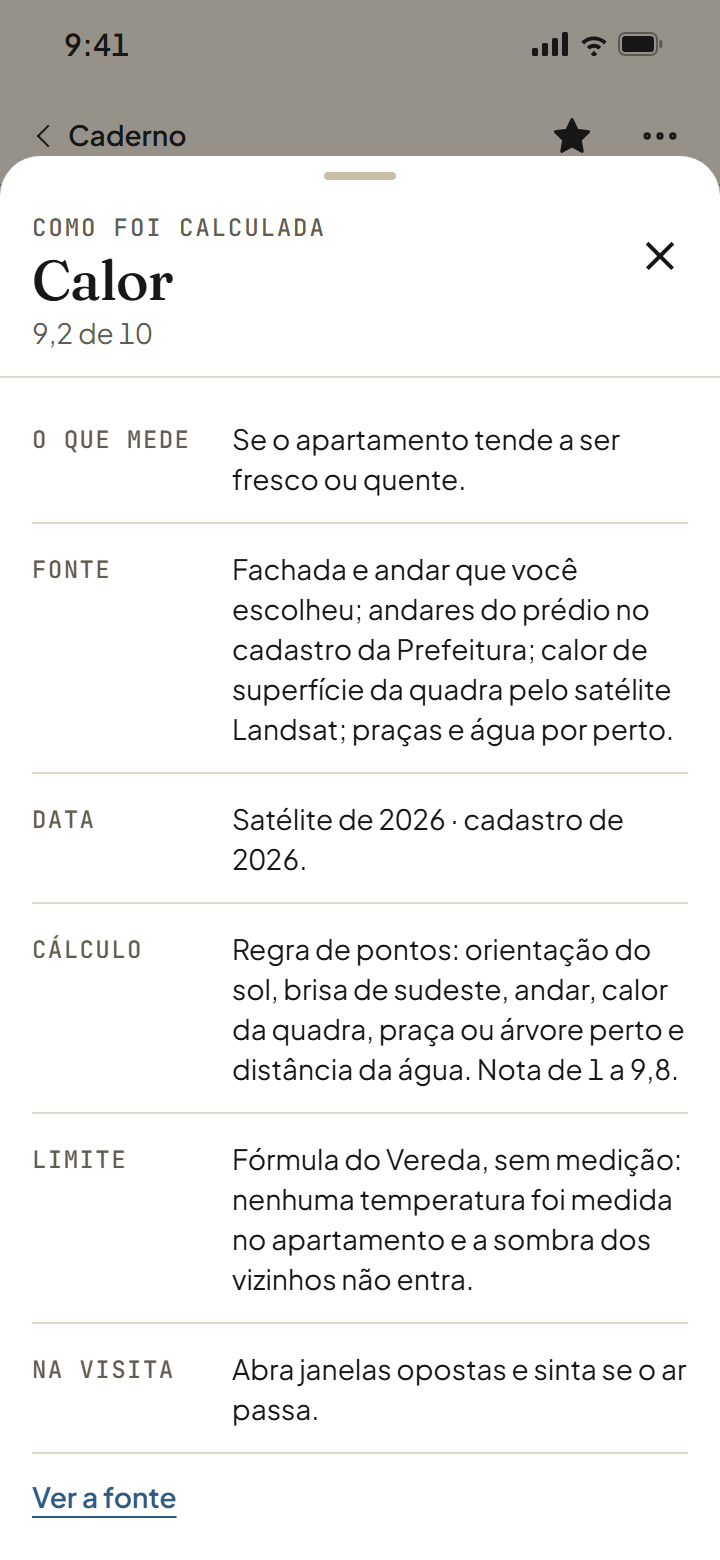 9:41
Caderno
COMO FOI CALCULADA
Calor
9,2 de 10
O QUE MEDE
Se o apartamento tende a ser
fresco ou quente.
FONTE
Fachada e andar que você
escolheu; andares do prédio no
cadastro da Prefeitura; calor de
superfície da quadra pelo satélite
Landsat; praças e água por perto.
DATA
Satélite de 2026 · cadastro de
2026.
CÁLCULO
Regra de pontos: orientação do
sol, brisa de sudeste, andar, calor
da quadra, praça ou árvore perto e
distância da água. Nota de 1 a 9,8.
LIMITE
Fórmula do Vereda, sem medição:
nenhuma temperatura foi medida
no apartamento e a sombra dos
vizinhos não entra.
NA VISITA
Abra janelas opostas e sinta se o ar
passa.
Ver a fonte